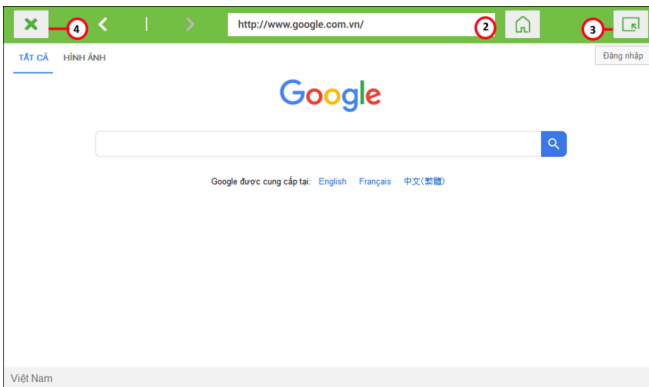 4 http://www.google.com.vn/ 2 3
TẤT CẢ HÌNH ẢNH Đăng nhập
Google
Google được cung cấp tại: English Français 中文(繁體)
Việt Nam